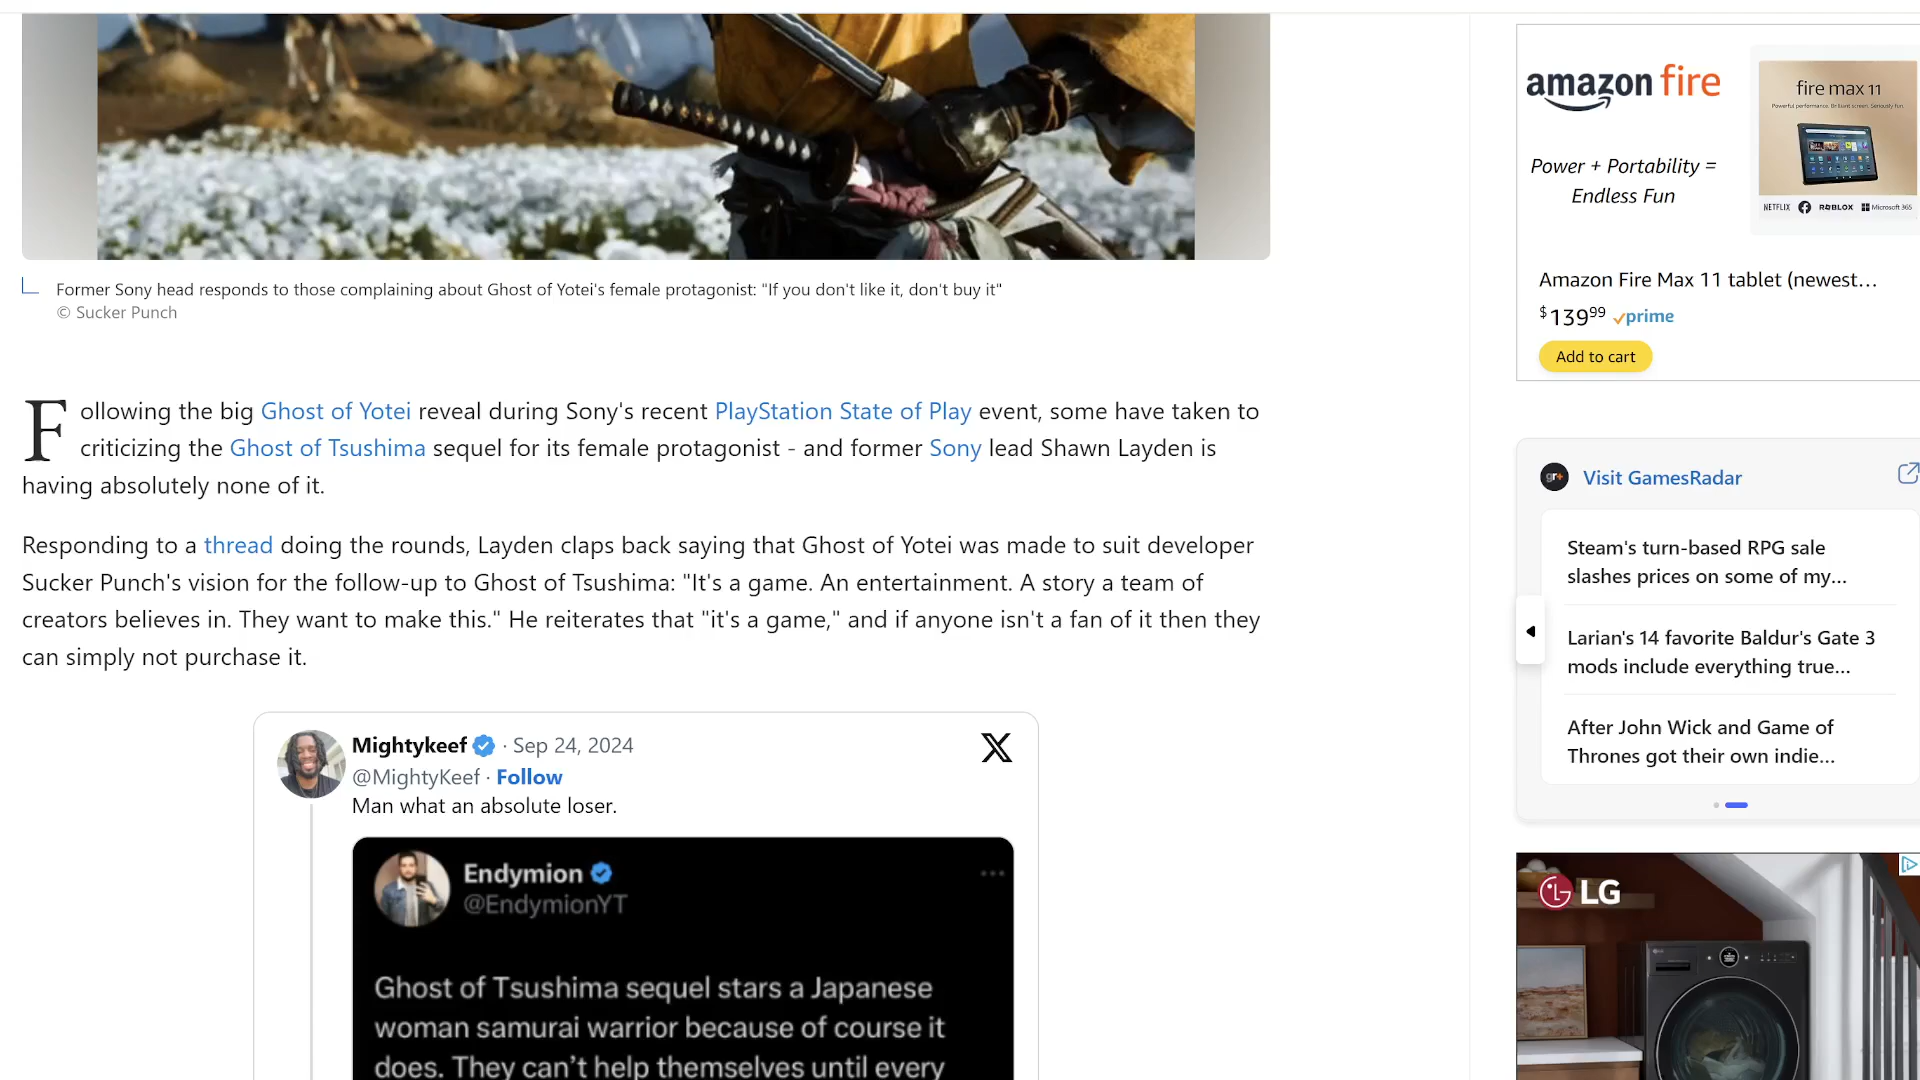 Former Sony head responds to those complaining about Ghost of Yotei's female protagonist: "If you don't like it, don't buy it"
© Sucker Punch
Following the big Ghost of Yotei reveal during Sony's recent PlayStation State of Play event, some have taken to
criticizing the Ghost of Tsushima sequel for its female protagonist - and former Sony lead Shawn Layden is
having absolutely none of it.
Responding to a thread doing the rounds, Layden claps back saying that Ghost of Yotei was made to suit developer
Sucker Punch's vision for the follow-up to Ghost of Tsushima: "It's a game. An entertainment. A story a team of
creators believes in. They want to make this." He reiterates that "it's a game," and if anyone isn't a fan of it then they
can simply not purchase it.
Mightykeef · Sep 24, 2024
@MightyKeef · Follow
Man what an absolute loser.
Endymion
@EndymionYT
Ghost of Tsushima sequel stars a Japanese
woman samurai warrior because of course it
does. They can't help themselves until every
amazon fire
Power + Portability =
Endless Fun
fire max 11
Powerful performance. Brilliant screen. Seriously fun.
NETFLIX ROBLOX Microsoft 365
Amazon Fire Max 11 tablet (newest...
$139.99 prime
Add to cart
gr+ Visit GamesRadar
Steam's turn-based RPG sale
slashes prices on some of my...
Larian's 14 favorite Baldur's Gate 3
mods include everything true...
After John Wick and Game of
Thrones got their own indie...
LG